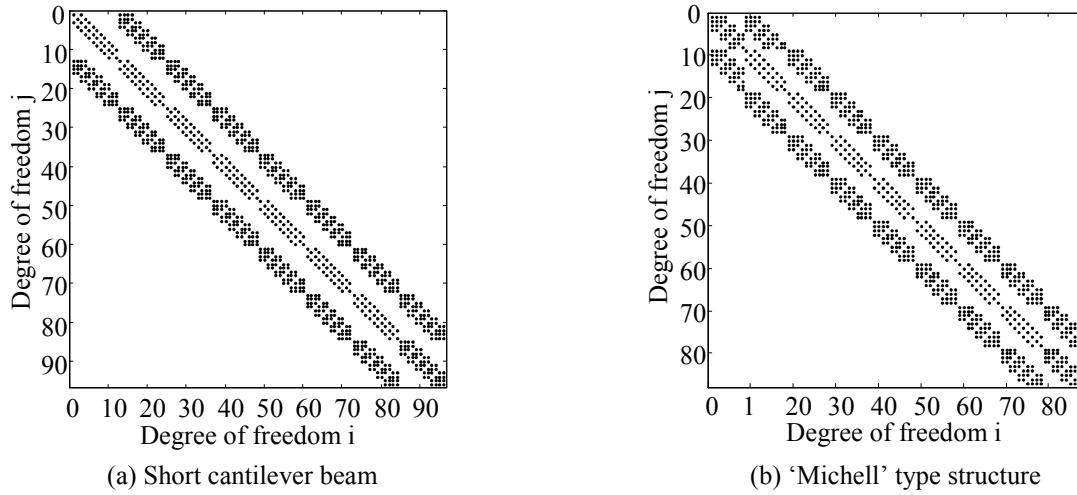 0
10
20
30
40
50
60
70
80
90
Degree of freedom j
0 10 20 30 40 50 60 70 80 90
Degree of freedom i
(a) Short cantilever beam
0
10
20
30
40
50
60
70
80
Degree of freedom j
0 1 20 30 40 50 60 70 80
Degree of freedom i
(b) ‘Michell’ type structure